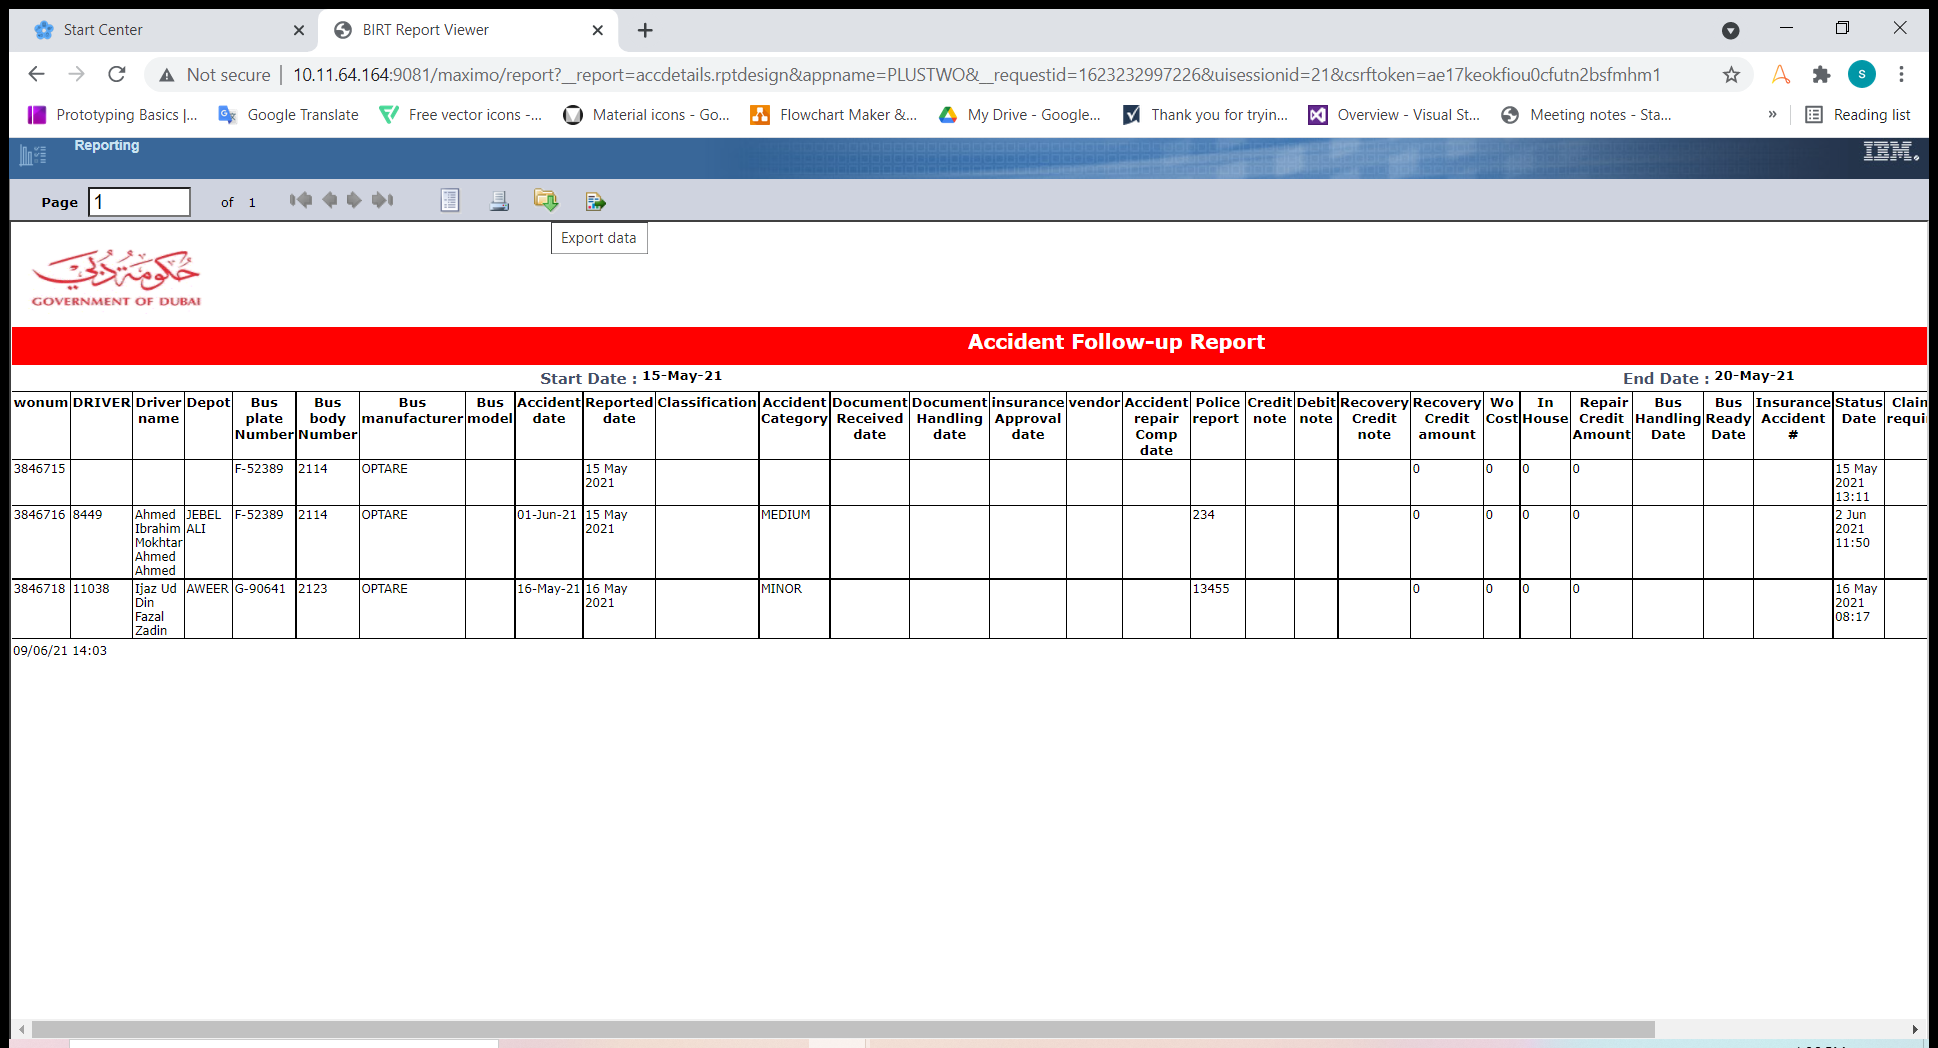 Start Center
BIRT Report Viewer
Not secure | 10.11.64.164:9081/maximo/report?__report=accdetails.rptdesign&appname=PLUSTWO&__requestid=1623232997226&uisessionid=21&csrftoken=ae17keokfiou0cfutn2bsfmhm1
S
Prototyping Basics |... Google Translate Free vector icons -... Material icons - Go... Flowchart Maker &... My Drive - Google... Thank you for tryin... Overview - Visual St... Meeting notes - Sta... » Reading list
Reporting
IBM.
Page 1 of 1
Export data
حكومة دبي
GOVERNMENT OF DUBAI
Accident Follow-up Report
Start Date : 15-May-21 End Date : 20-May-21
wonum DRIVER Driver name Depot Bus plate Number Bus body Number Bus manufacturer Bus model Accident date Reported date Classification Accident Category Document Received date Document Handling date insurance Approval date vendor Accident repair Comp date Police report Credit note Debit note Recovery Credit note Recovery Credit amount Wo Cost In House Repair Credit Amount Bus Handling Date Bus Ready Date Insurance Accident # Status Date
3846715 F-52389 2114 OPTARE 15 May 2021 0 0 0 0 15 May 2021 13:11
3846716 8449 Ahmed Ibrahim Mokhtar Ahmed Ahmed JEBEL ALI F-52389 2114 OPTARE 01-Jun-21 15 May 2021 MEDIUM 234 0 0 0 0 2 Jun 2021 11:50
3846718 11038 Ijaz Ud Din Fazal Zadin AWEER G-90641 2123 OPTARE 16-May-21 16 May 2021 MINOR 13455 0 0 0 0 16 May 2021 08:17
09/06/21 14:03